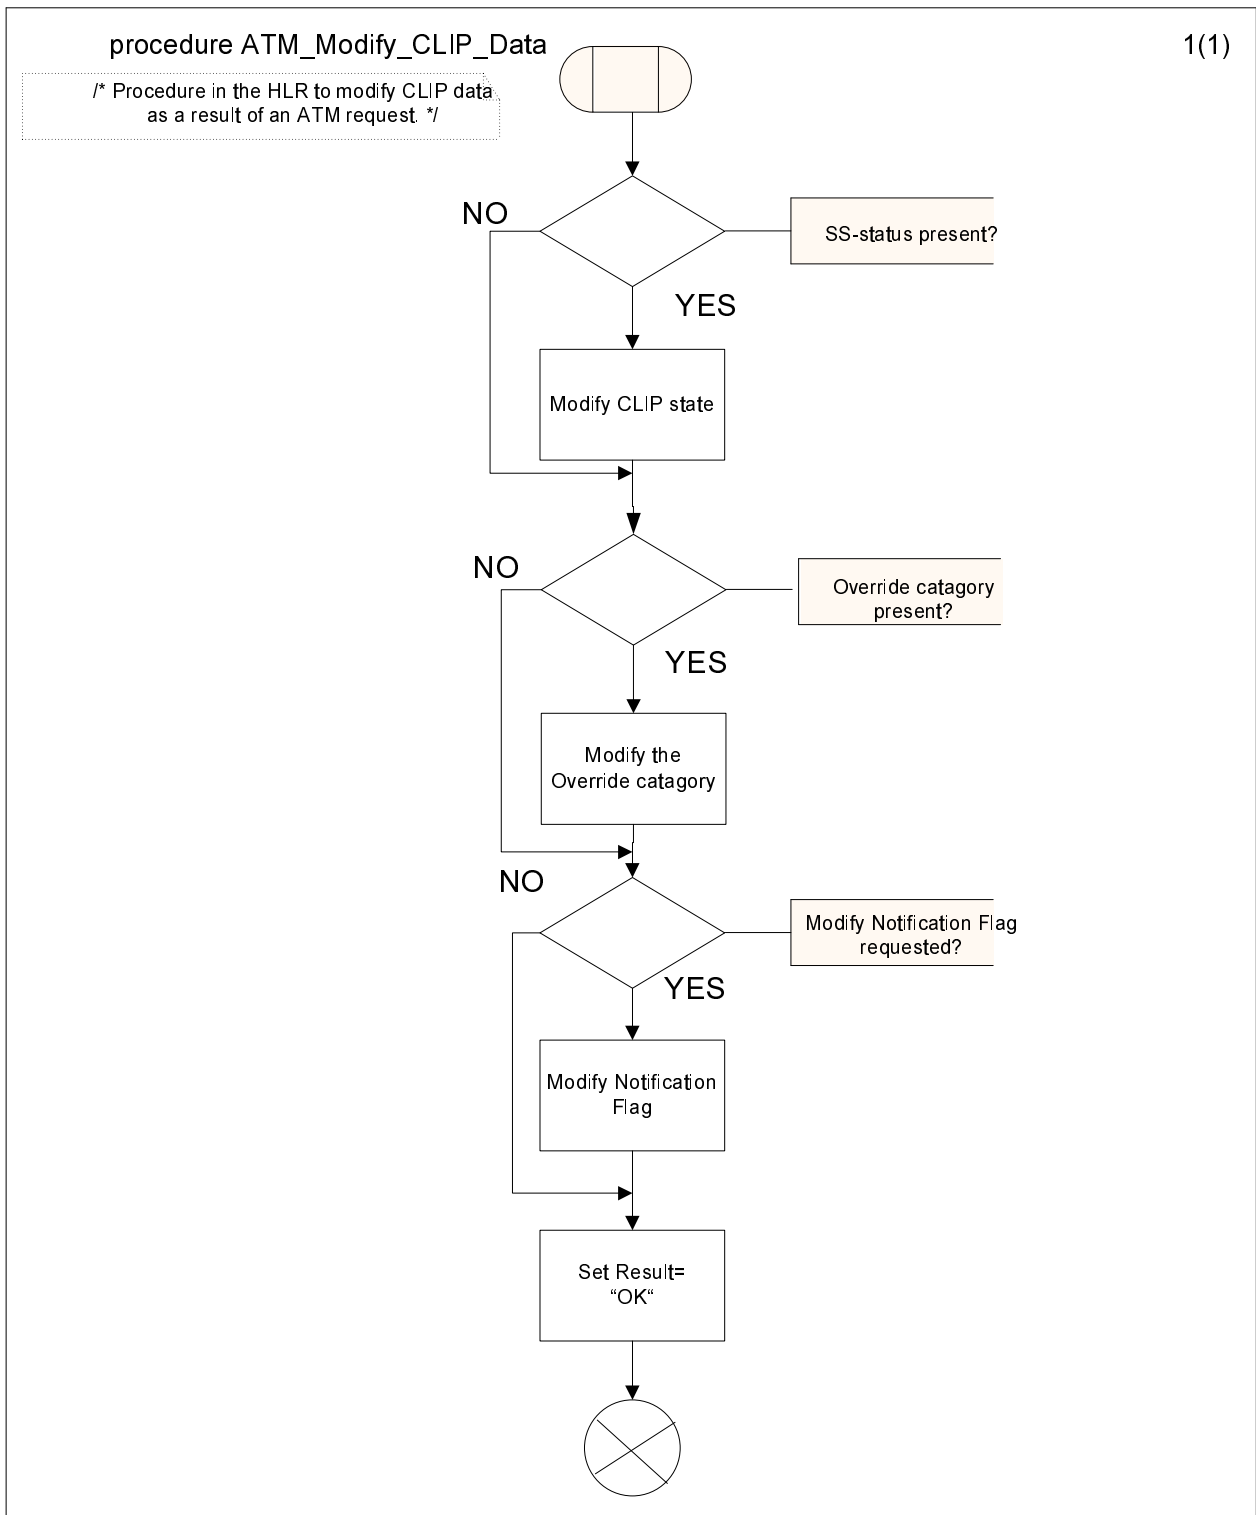 procedure ATM_Modify_CLIP_Data
1(1)
/* Procedure in the HLR to modify CLIP data
as a result of an ATM request. */
NO
SS-status present?
YES
Modify CLIP state
NO
Override catagory
present?
YES
Modify the
Override catagory
NO
Modify Notification Flag
requested?
YES
Modify Notification
Flag
Set Result=
“OK“